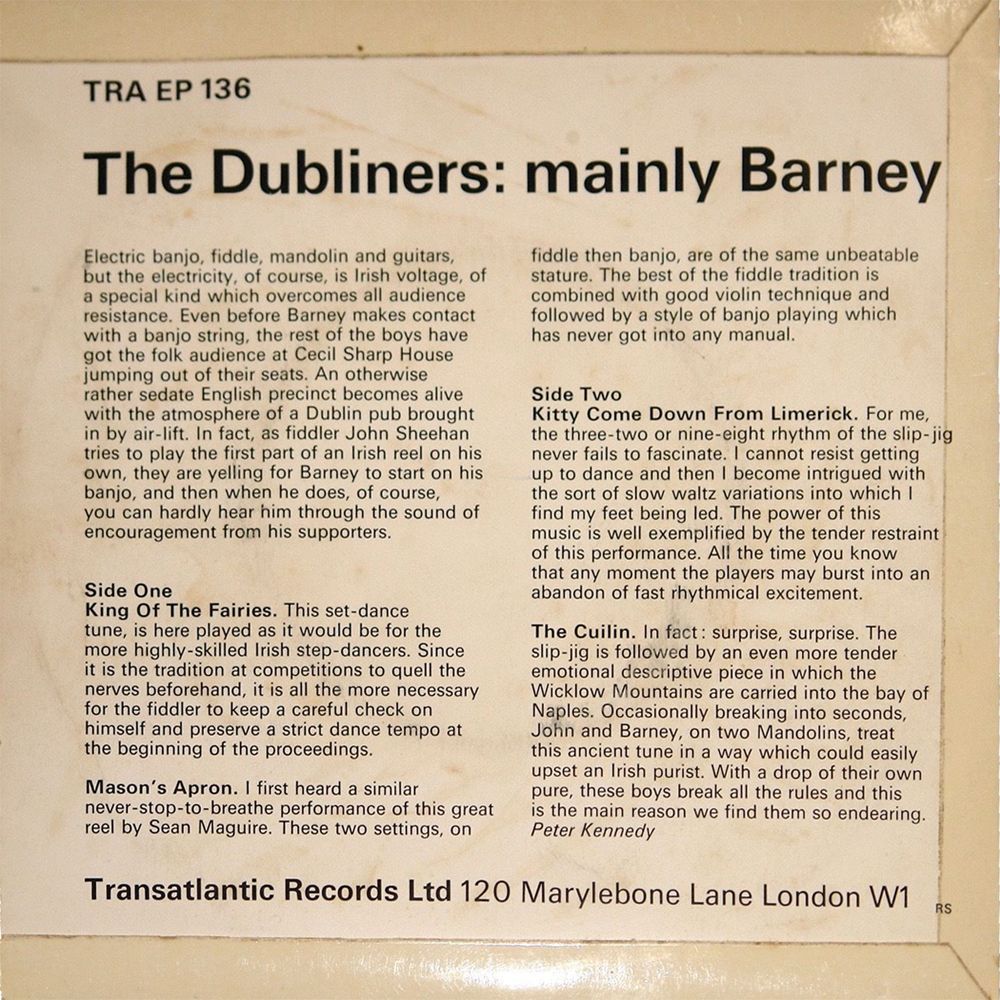 TRA EP 136
The Dubliners: mainly Barney
Electric banjo, fiddle, mandolin and guitars,
but the electricity, of course, is Irish voltage, of
a special kind which overcomes all audience
resistance. Even before Barney makes contact
with a banjo string, the rest of the boys have
got the folk audience at Cecil Sharp House
jumping out of their seats. An otherwise
rather sedate English precinct becomes alive
with the atmosphere of a Dublin pub brought
in by air-lift. In fact, as fiddler John Sheehan
tries to play the first part of an Irish reel on his
own, they are yelling for Barney to start on his
banjo, and then when he does, of course,
you can hardly hear him through the sound of
encouragement from his supporters.
Side One
King Of The Fairies. This set-dance
tune, is here played as it would be for the
more highly-skilled Irish step-dancers. Since
it is the tradition at competitions to quell the
nerves beforehand, it is all the more necessary
for the fiddler to keep a careful check on
himself and preserve a strict dance tempo at
the beginning of the proceedings.
Mason's Apron. I first heard a similar
never-stop-to-breathe performance of this great
reel by Sean Maguire. These two settings, on
fiddle then banjo, are of the same unbeatable
stature. The best of the fiddle tradition is
combined with good violin technique and
followed by a style of banjo playing which
has never got into any manual.
Side Two
Kitty Come Down From Limerick. For me,
the three-two or nine-eight rhythm of the slip-jig
never fails to fascinate. I cannot resist getting
up to dance and then I become intrigued with
the sort of slow waltz variations into which I
find my feet being led. The power of this
music is well exemplified by the tender restraint
of this performance. All the time you know
that any moment the players may burst into an
abandon of fast rhythmical excitement.
The Cuilin. In fact: surprise, surprise. The
slip-jig is followed by an even more tender
emotional descriptive piece in which the
Wicklow Mountains are carried into the bay of
Naples. Occasionally breaking into seconds,
John and Barney, on two Mandolins, treat
this ancient tune in a way which could easily
upset an Irish purist. With a drop of their own
pure, these boys break all the rules and this
is the main reason we find them so endearing.
Peter Kennedy
Transatlantic Records Ltd 120 Marylebone Lane London W1
RS